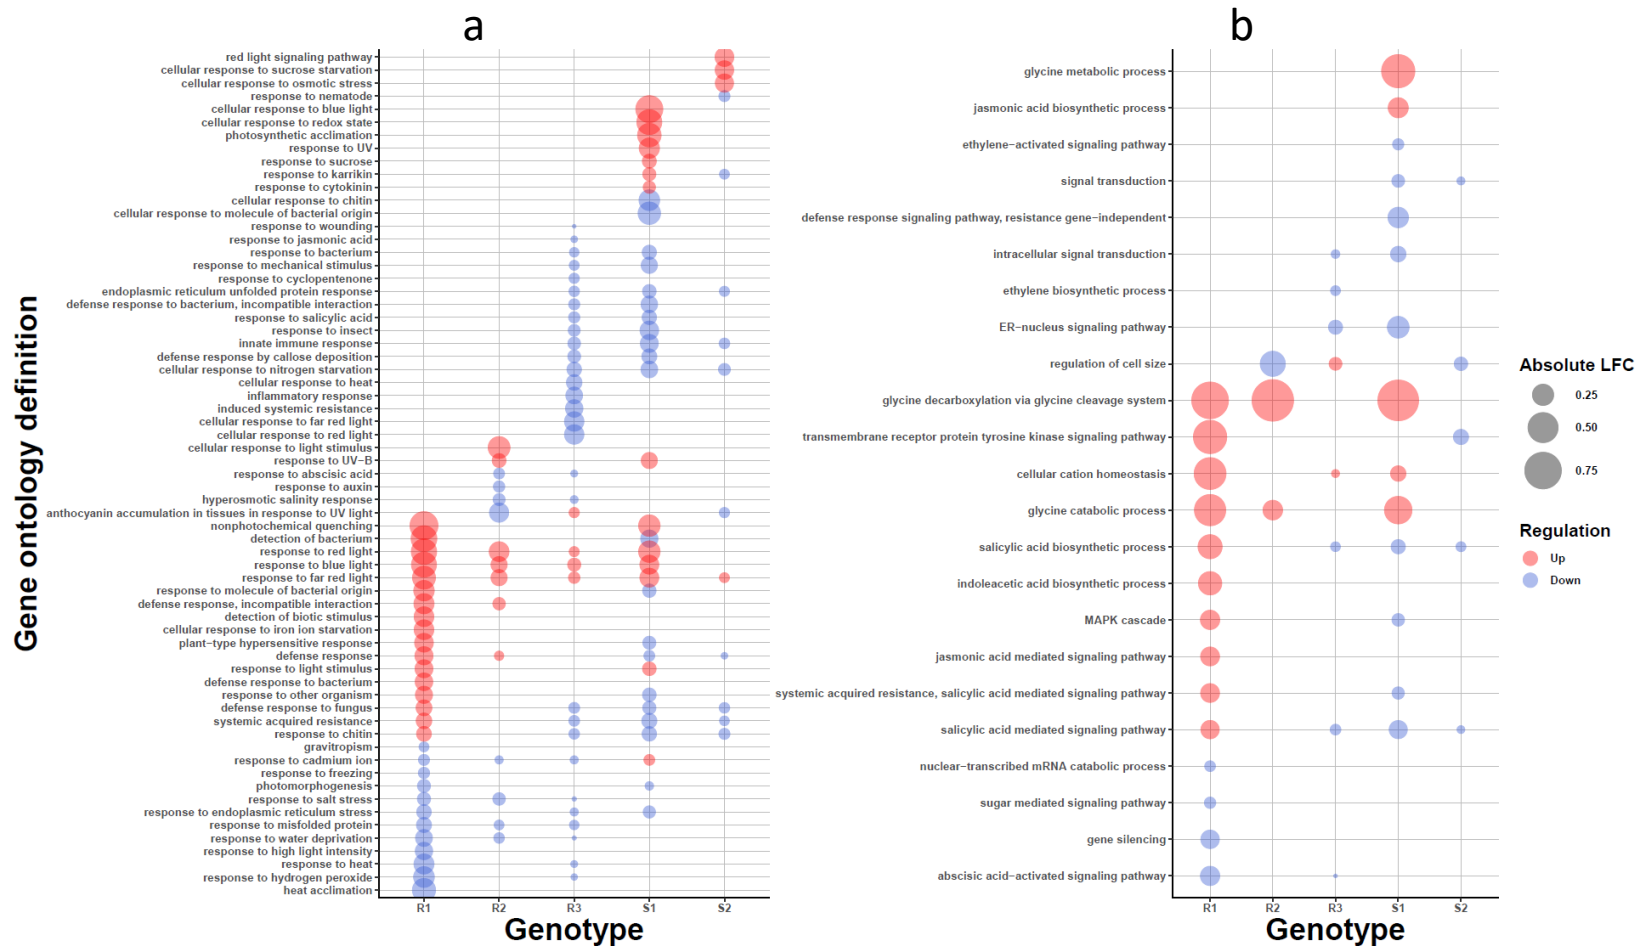 a
red light signaling pathway
cellular response to sucrose starvation
cellular response to osmotic stress
response to nematode
cellular response to blue light
cellular response to redox state
photosynthetic acclimation
response to UV
response to sucrose
response to karrikin
response to cytokinin
cellular response to chitin
cellular response to molecule of bacterial origin
response to wounding
response to jasmonic acid
response to bacterium
response to mechanical stimulus
response to cyclopentenone
endoplasmic reticulum unfolded protein response
defense response to bacterium, incompatible interaction
response to salicylic acid
response to insect
innate immune response
defense response by callose deposition
cellular response to nitrogen starvation
cellular response to heat
inflammatory response
induced systemic resistance
cellular response to far red light
cellular response to red light
cellular response to light stimulus
response to UV−B
response to abscisic acid
response to auxin
hyperosmotic salinity response
anthocyanin accumulation in tissues in response to UV light
nonphotochemical quenching
detection of bacterium
response to red light
response to blue light
response to far red light
response to molecule of bacterial origin
defense response, incompatible interaction
detection of biotic stimulus
cellular response to iron ion starvation
plant−type hypersensitive response
defense response
response to light stimulus
defense response to bacterium
response to other organism
defense response to fungus
systemic acquired resistance
response to chitin
gravitropism
response to cadmium ion
response to freezing
photomorphogenesis
response to salt stress
response to endoplasmic reticulum stress
response to misfolded protein
response to water deprivation
response to high light intensity
response to heat
response to hydrogen peroxide
heat acclimation
R1 R2 R3 S1 S2
Genotype
Gene ontology definition
b
glycine metabolic process
jasmonic acid biosynthetic process
ethylene−activated signaling pathway
signal transduction
defense response signaling pathway, resistance gene−independent
intracellular signal transduction
ethylene biosynthetic process
ER−nucleus signaling pathway
regulation of cell size
glycine decarboxylation via glycine cleavage system
transmembrane receptor protein tyrosine kinase signaling pathway
cellular cation homeostasis
glycine catabolic process
salicylic acid biosynthetic process
indoleacetic acid biosynthetic process
MAPK cascade
jasmonic acid mediated signaling pathway
systemic acquired resistance, salicylic acid mediated signaling pathway
salicylic acid mediated signaling pathway
nuclear−transcribed mRNA catabolic process
sugar mediated signaling pathway
gene silencing
abscisic acid−activated signaling pathway
R1 R2 R3 S1 S2
Genotype
Absolute LFC
0.25
0.50
0.75
Regulation
Up
Down